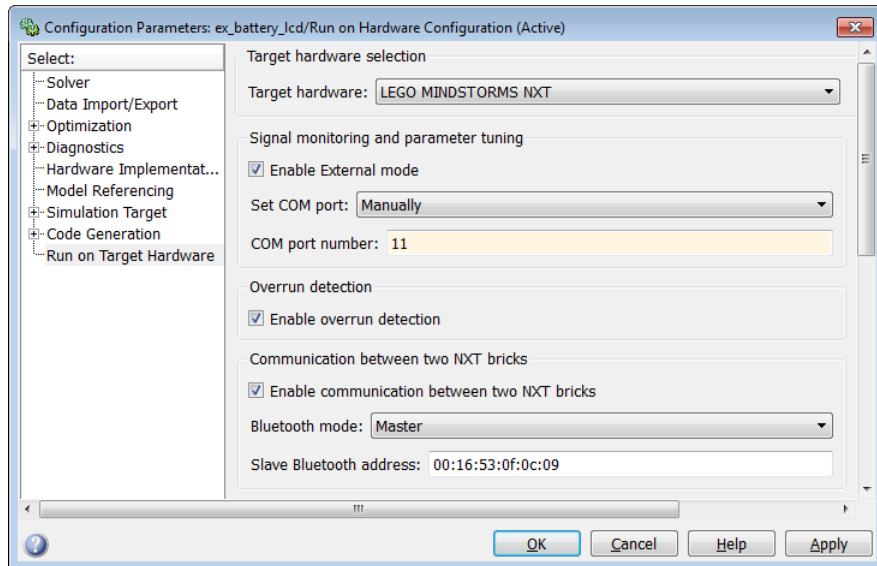 Configuration Parameters: ex_battery_lcd/Run on Hardware Configuration (Active)
Select:
Solver
Data Import/Export
Optimization
Diagnostics
Hardware Implementat...
Model Referencing
Simulation Target
Code Generation
Run on Target Hardware
Target hardware selection
Target hardware: LEGO MINDSTORMS NXT
Signal monitoring and parameter tuning
Enable External mode
Set COM port: Manually
COM port number: 11
Overrun detection
Enable overrun detection
Communication between two NXT bricks
Enable communication between two NXT bricks
Bluetooth mode: Master
Slave Bluetooth address: 00:16:53:0f:0c:09
OK Cancel Help Apply